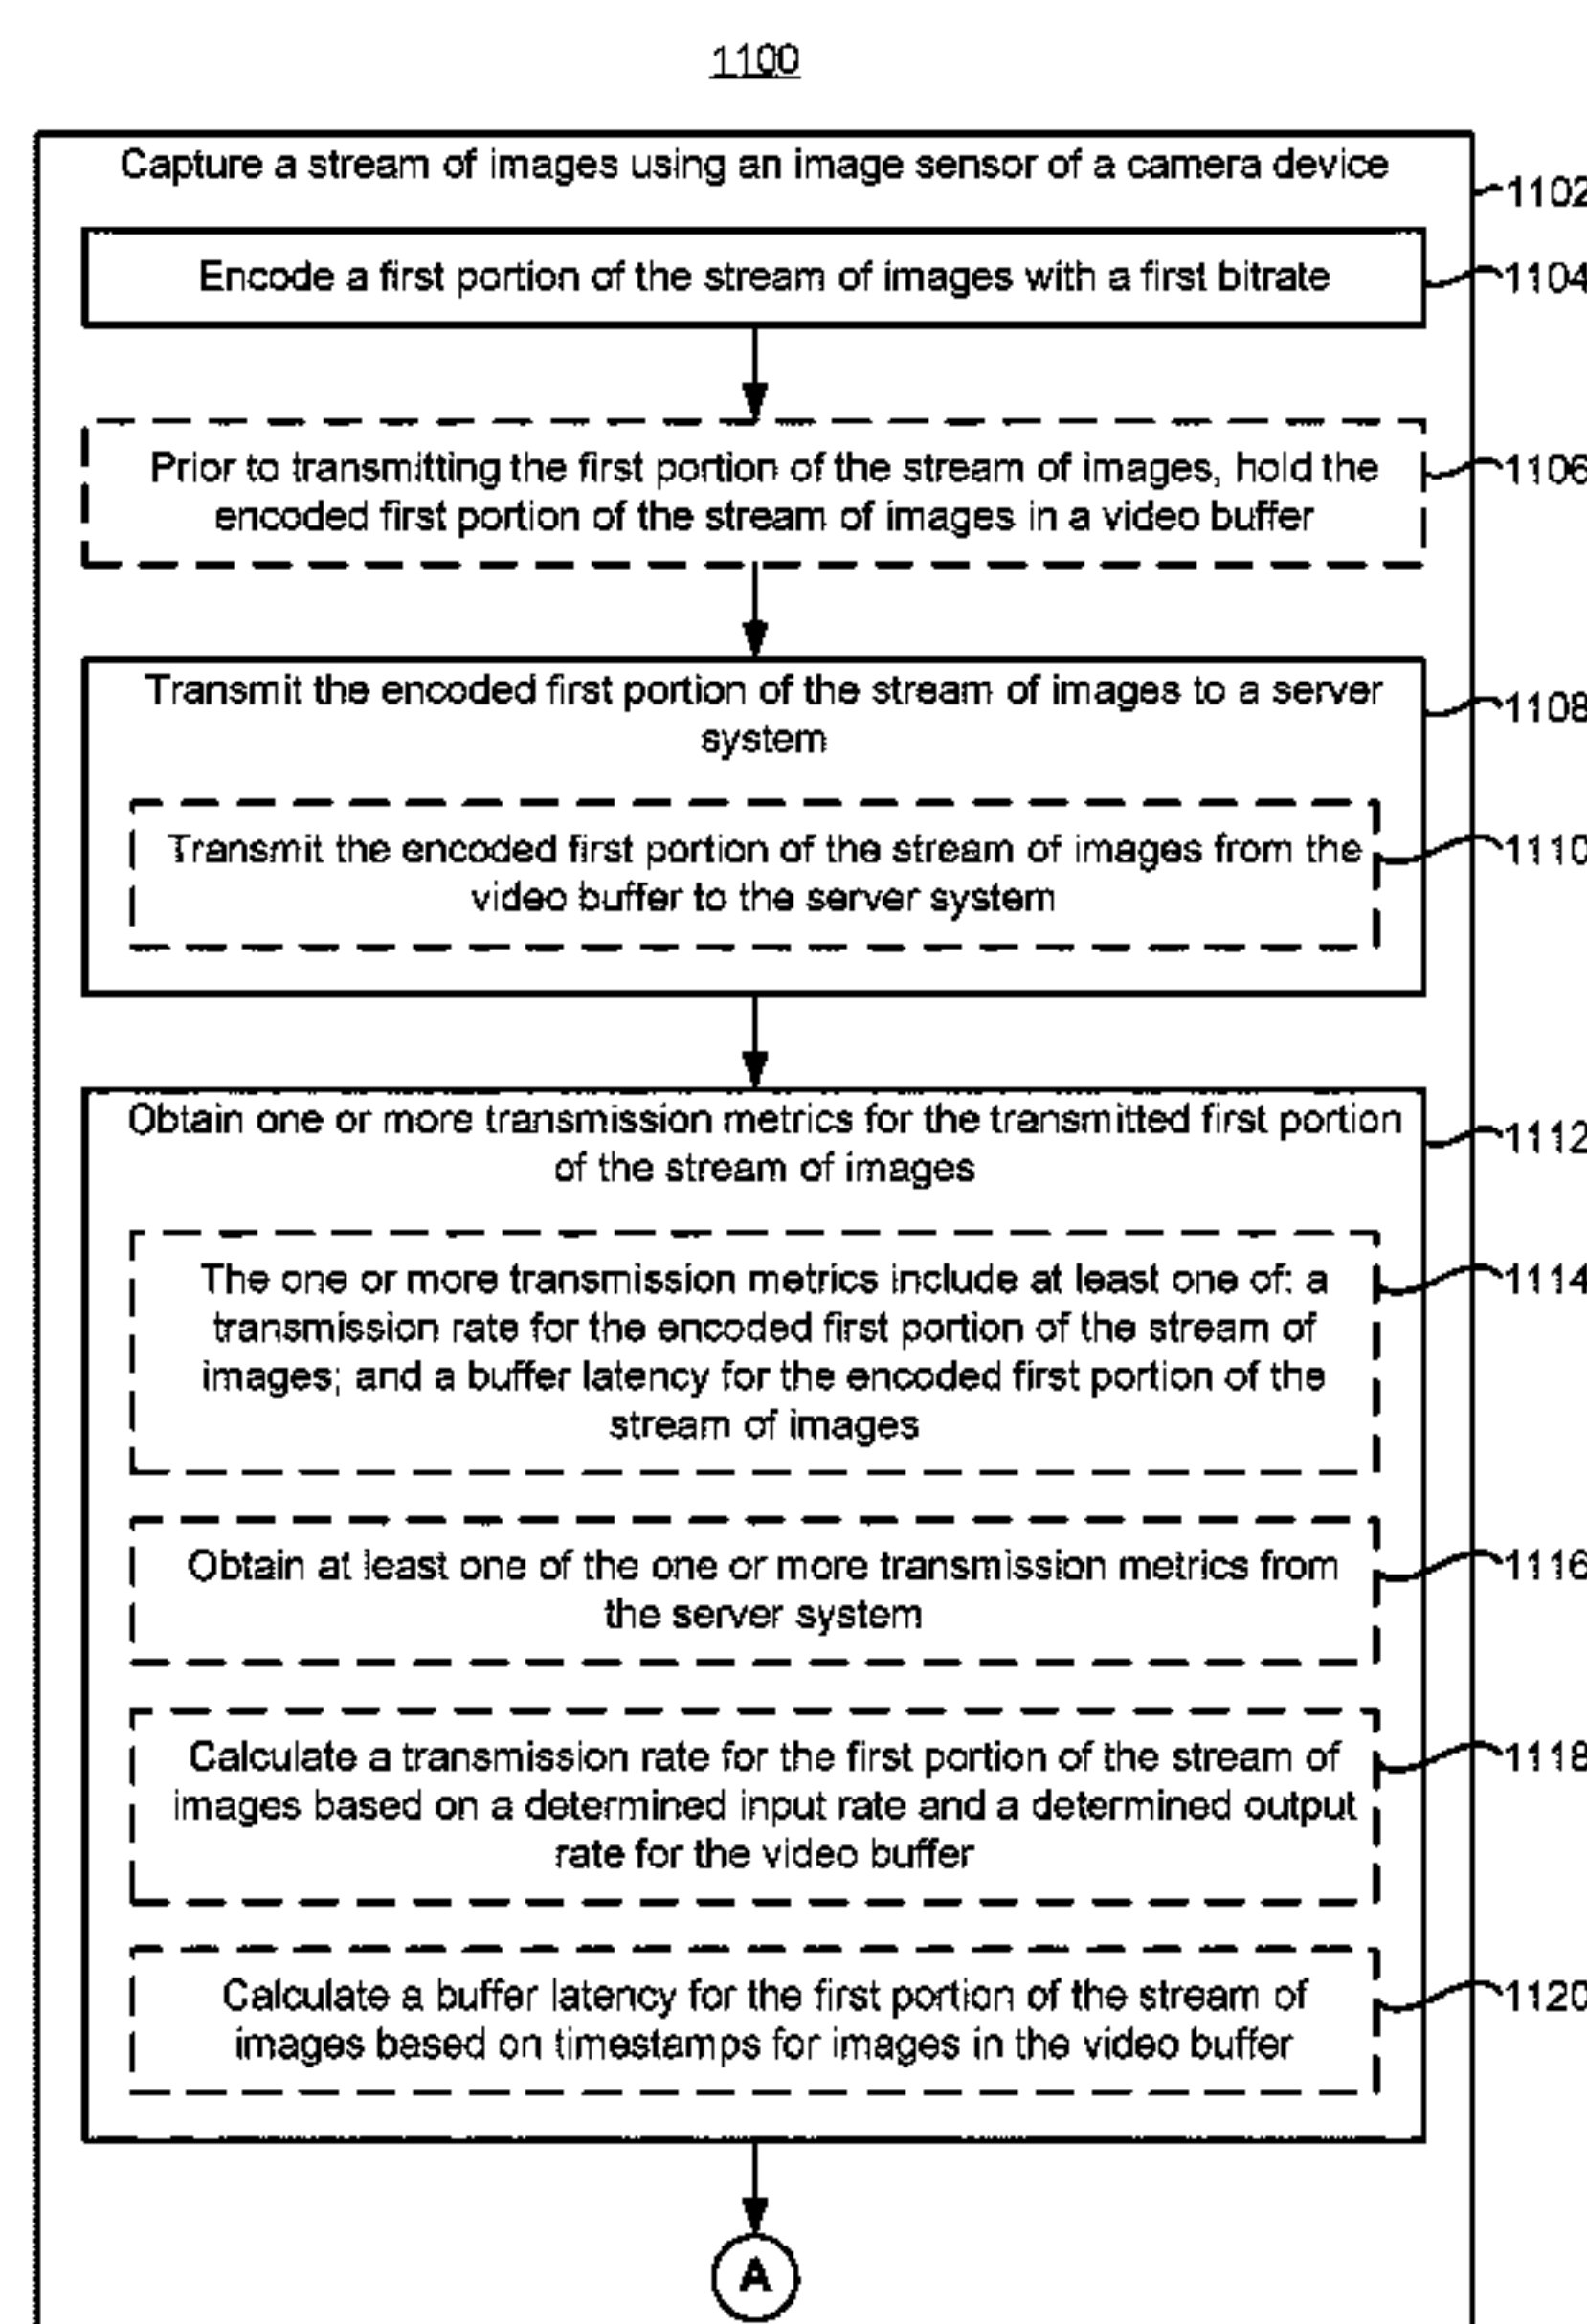 1100
Capture a stream of images using an image sensor of a camera device
1102
Encode a first portion of the stream of images with a first bitrate
1104
Prior to transmitting the first portion of the stream of images, hold the
encoded first portion of the stream of images in a video buffer
1106
Transmit the encoded first portion of the stream of images to a server
system
1108
Transmit the encoded first portion of the stream of images from the
video buffer to the server system
1110
Obtain one or more transmission metrics for the transmitted first portion
of the stream of images
1112
The one or more transmission metrics include at least one of: a
transmission rate for the encoded first portion of the stream of
images; and a buffer latency for the encoded first portion of the
stream of images
1114
Obtain at least one of the one or more transmission metrics from
the server system
1116
Calculate a transmission rate for the first portion of the stream of
images based on a determined input rate and a determined output
rate for the video buffer
1118
Calculate a buffer latency for the first portion of the stream of
images based on timestamps for images in the video buffer
1120
A